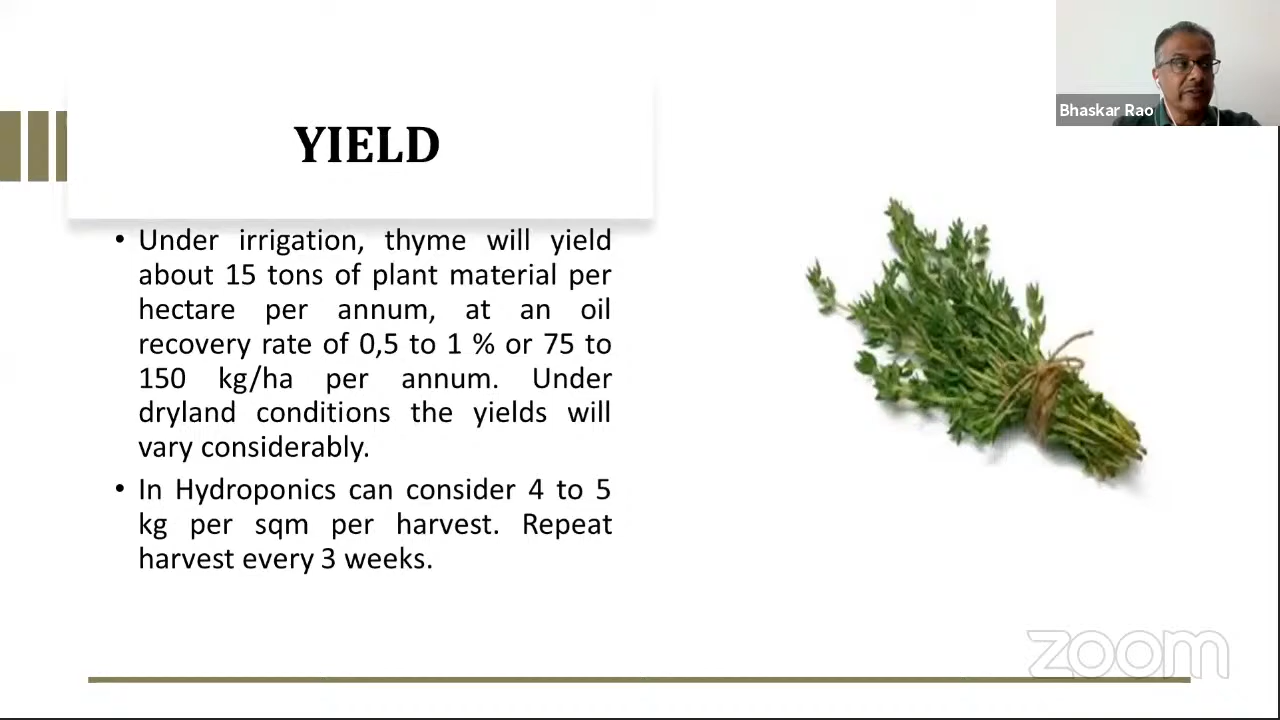 Bhaskar Rao
YIELD
• Under irrigation, thyme will yield
about 15 tons of plant material per
hectare per annum, at an oil
recovery rate of 0,5 to 1 % or 75 to
150 kg/ha per annum. Under
dryland conditions the yields will
vary considerably.
• In Hydroponics can consider 4 to 5
kg per sqm per harvest. Repeat
harvest every 3 weeks.
zoom